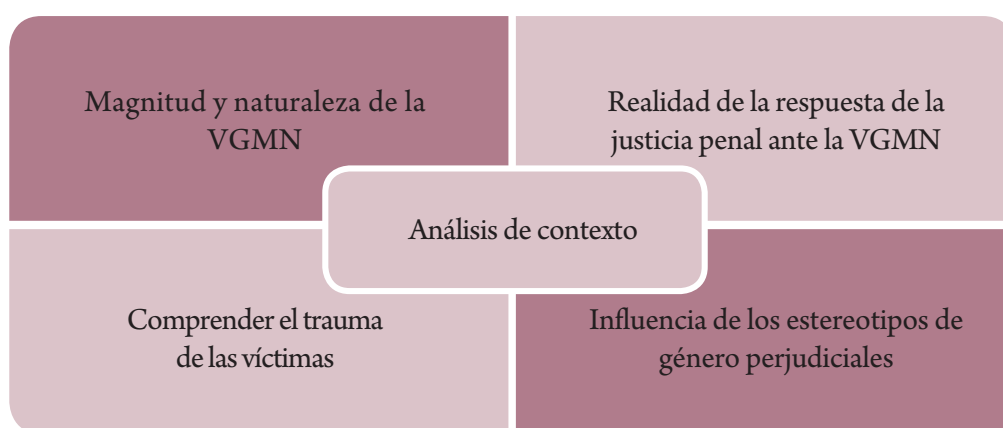 Magnitud y naturaleza de la
VGMN
Realidad de la respuesta de la
justicia penal ante la VGMN
Análisis de contexto
Comprender el trauma
de las víctimas
Influencia de los estereotipos de
género perjudiciales